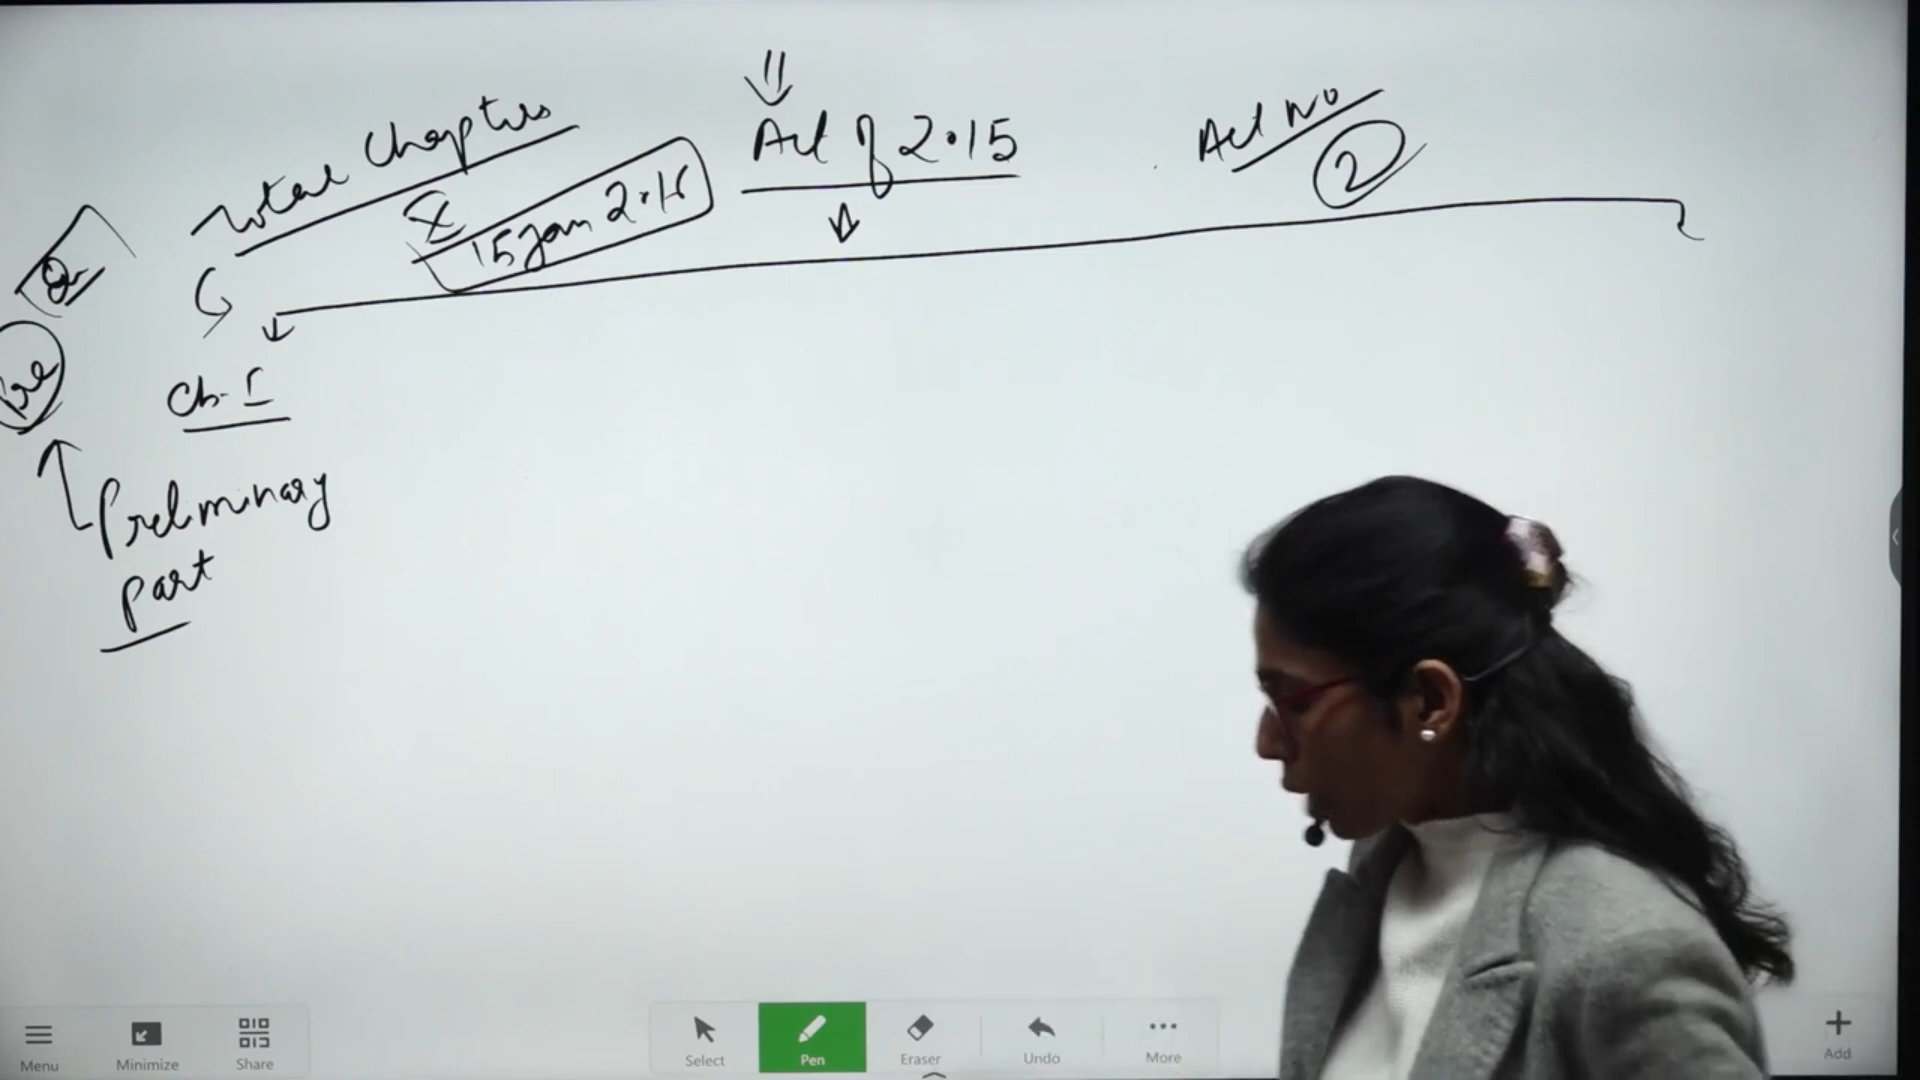 Total Chapters
X
15 Jan 2016
Act of 2015
Act No
2
Pre
Ch-I
Preliminary
Part
Menu
Minimize
Share
Select
Pen
Eraser
Undo
More
Add